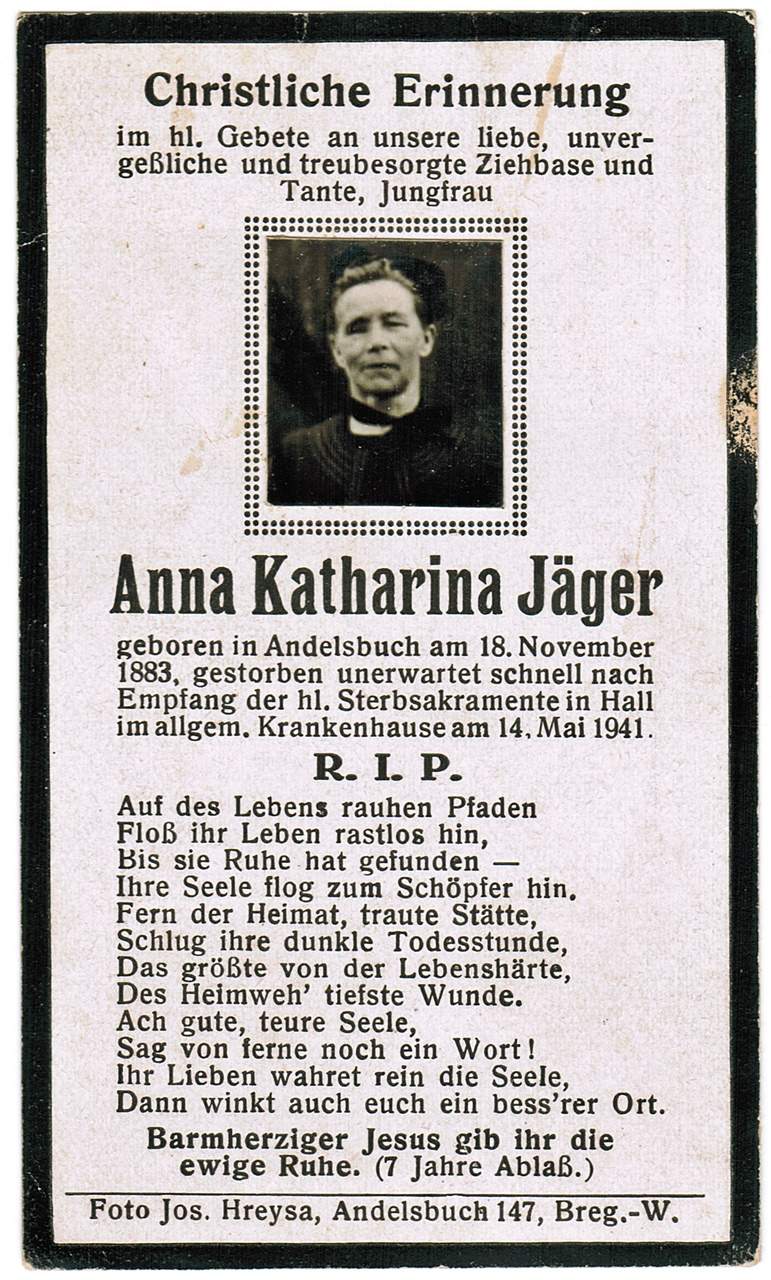 Christliche Erinnerung
im hl. Gebete an unsere liebe, unver-
geßliche und treubesorgte Ziehbase und
Tante, Jungfrau
Anna Katharina Jäger
geboren in Andelsbuch am 18. November
1883, gestorben unerwartet schnell nach
Empfang der hl. Sterbsakramente in Hall
im allgem. Krankenhause am 14. Mai 1941.
R. I. P.
Auf des Lebens rauhen Pfaden
Floß ihr Leben rastlos hin,
Bis sie Ruhe hat gefunden —
Ihre Seele flog zum Schöpfer hin.
Fern der Heimat, traute Stätte,
Schlug ihre dunkle Todesstunde,
Das größte von der Lebenshärte,
Des Heimweh' tiefste Wunde.
Ach gute, teure Seele,
Sag von ferne noch ein Wort!
Ihr Lieben wahret rein die Seele,
Dann winkt auch euch ein bess'rer Ort.
Barmherziger Jesus gib ihr die
ewige Ruhe. (7 Jahre Ablaß.)
Foto Jos. Hreysa, Andelsbuch 147, Breg.-W.